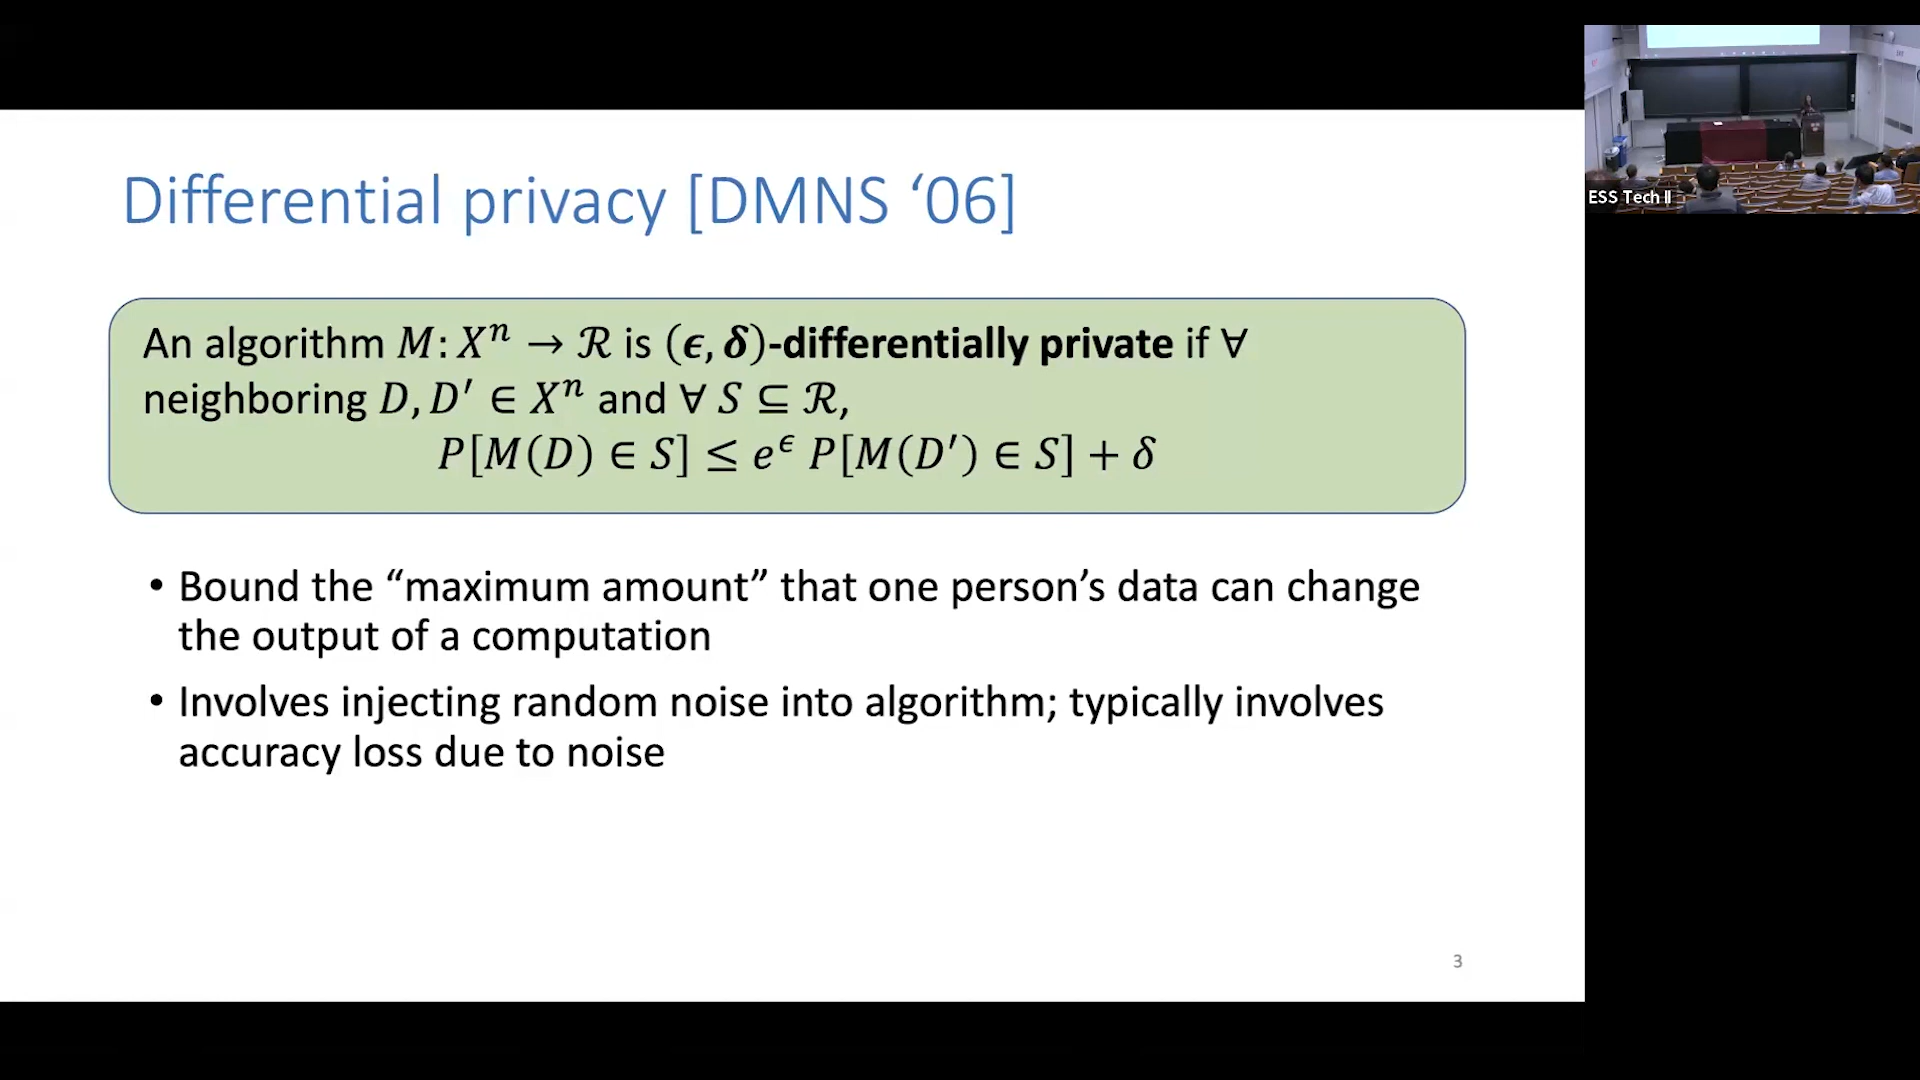 Differential privacy [DMNS ‘06]
An algorithm 𝑀: 𝑋ⁿ → ℛ is (𝝐, 𝜹)-differentially private if ∀
neighboring 𝐷, 𝐷′ ∈ 𝑋ⁿ and ∀ 𝑆 ⊆ ℛ,
𝑃[𝑀(𝐷) ∈ 𝑆] ≤ 𝑒^𝜖 𝑃[𝑀(𝐷′) ∈ 𝑆] + 𝛿
• Bound the “maximum amount” that one person’s data can change
the output of a computation
• Involves injecting random noise into algorithm; typically involves
accuracy loss due to noise
3
ESS Tech II